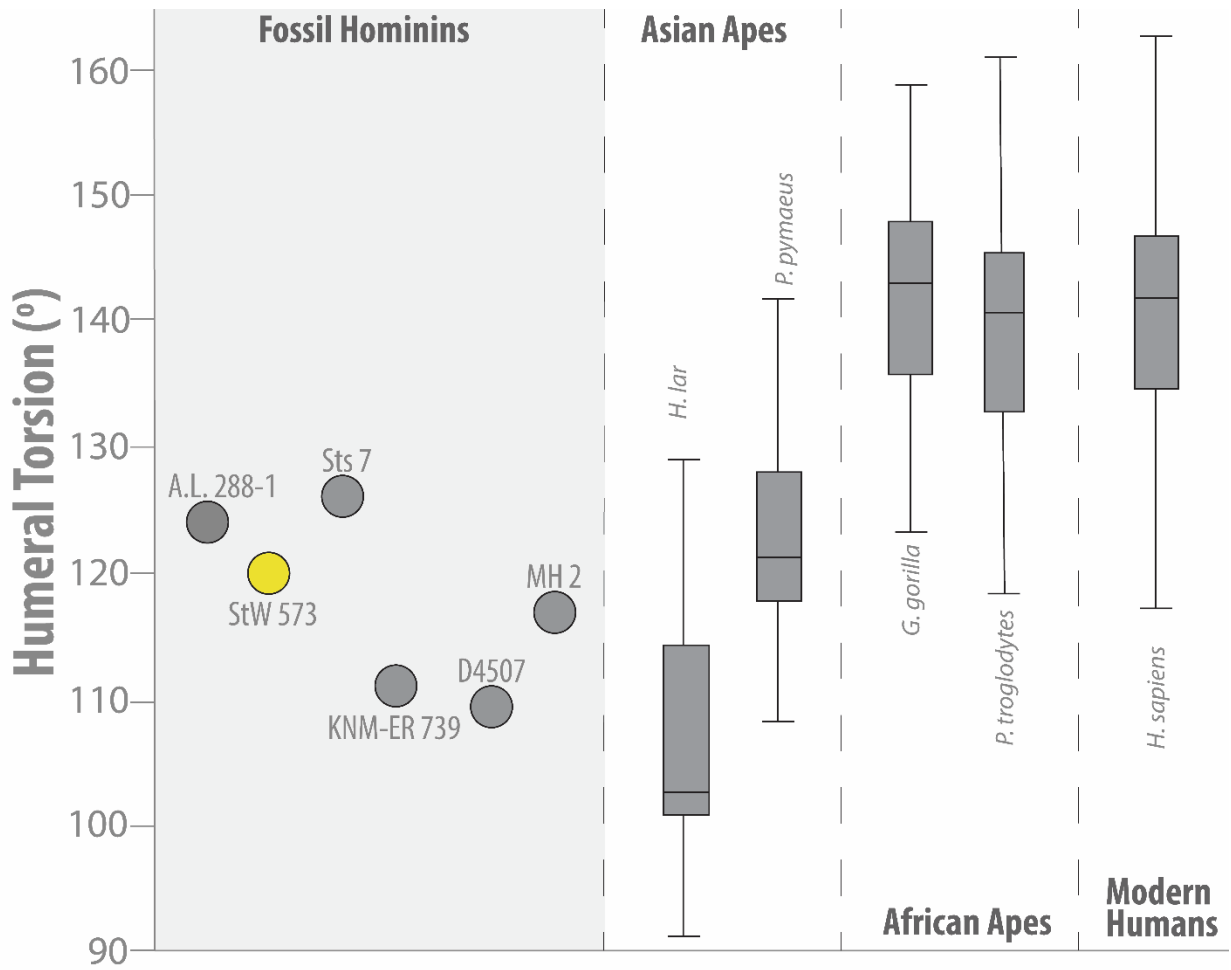 Fossil Hominins
Asian Apes
Humeral Torsion (º)
160
150
140
130
120
110
100
90
A.L. 288-1
StW 573
Sts 7
KNM-ER 739
D4507
MH 2
H. lar
P. pymaeus
G. gorilla
P. troglodytes
H. sapiens
African Apes
Modern
Humans